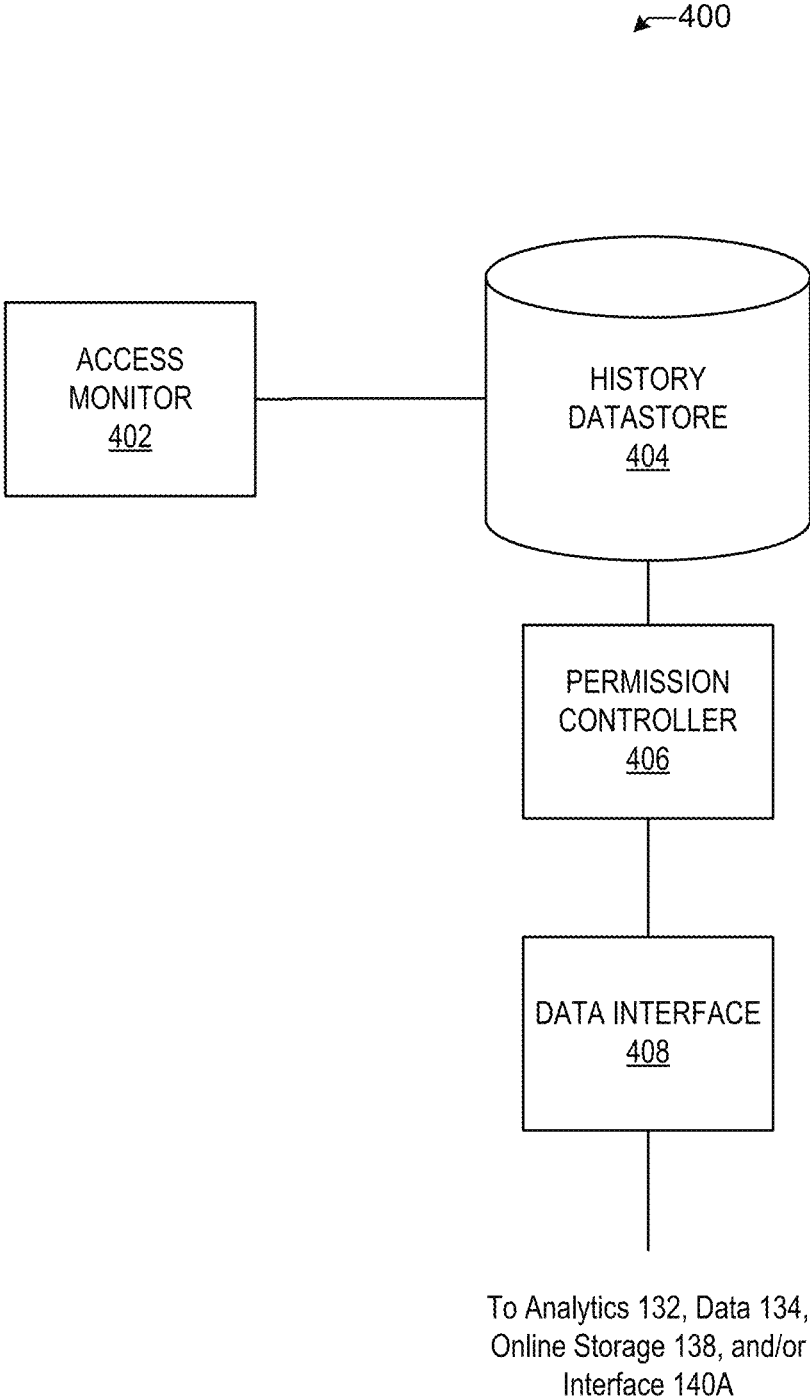 400
ACCESS
MONITOR
402
HISTORY
DATASTORE
404
PERMISSION
CONTROLLER
406
DATA INTERFACE
408
To Analytics 132, Data 134,
Online Storage 138, and/or
Interface 140A